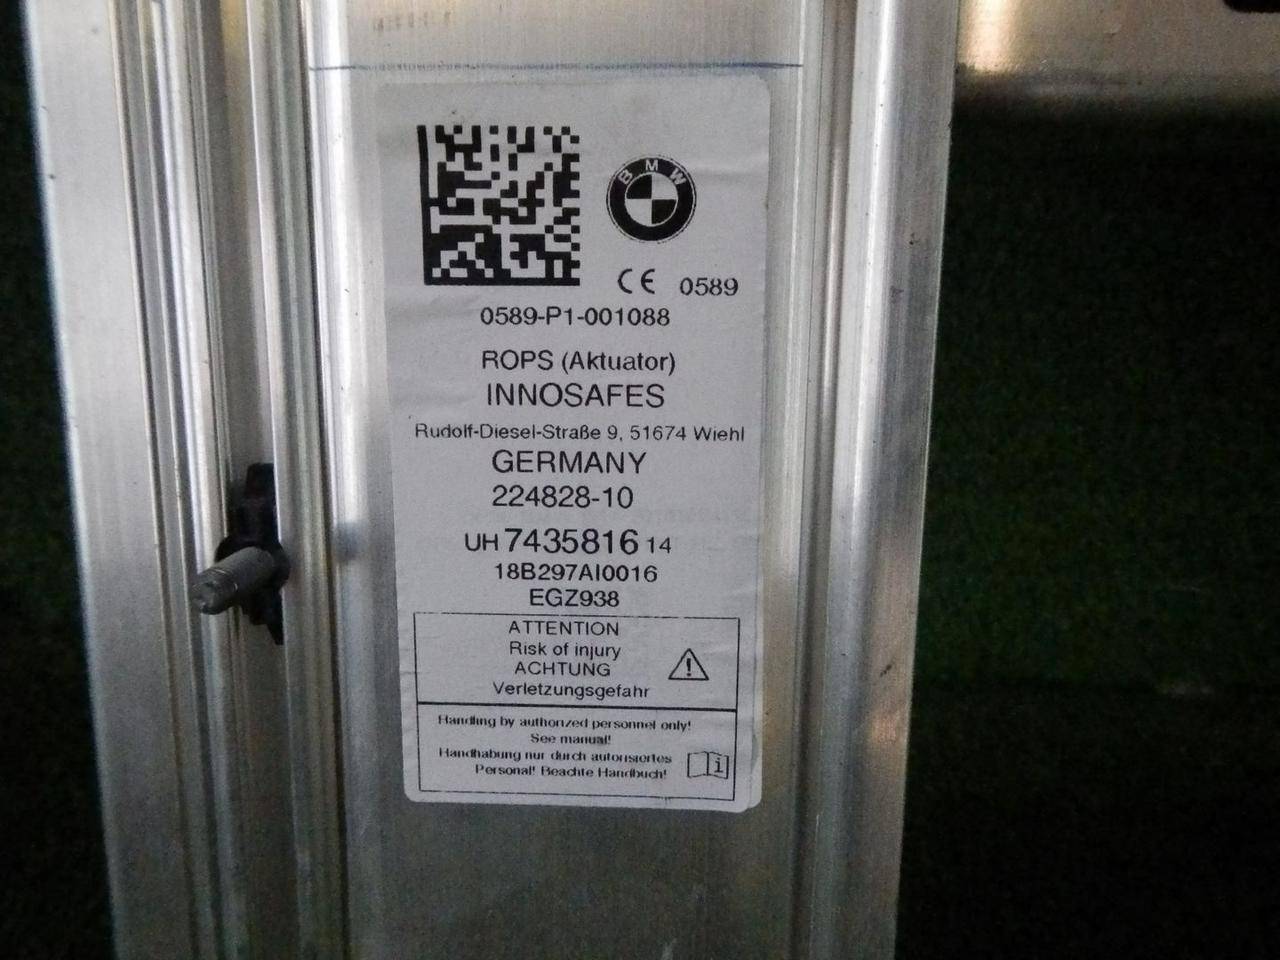 BMW
CE 0589
0589-P1-001088
ROPS (Aktuator)
INNOSAFES
Rudolf-Diesel-Straße 9, 51674 Wiehl
GERMANY
224828-10
UH 7435816 14
18B297AI0016
EGZ938
ATTENTION
Risk of injury
ACHTUNG
Verletzungsgefahr
Handling by authorized personnel only!
See manual!
Handhabung nur durch autorisiertes
Personal! Beachte Handbuch!